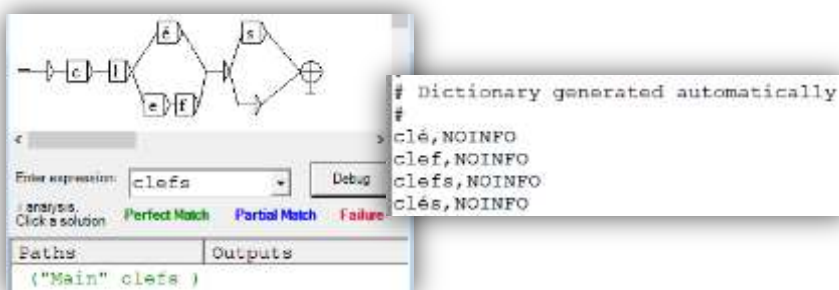 é
s
c
l
e
f
Enter expression:
clefs
Debug
analysis.
Click a solution
Perfect Match
Partial Match
Failure
Paths
Outputs
("Main" clefs )
# Dictionary generated automatically
#
clé,NOINFO
clef,NOINFO
clefs,NOINFO
clés,NOINFO